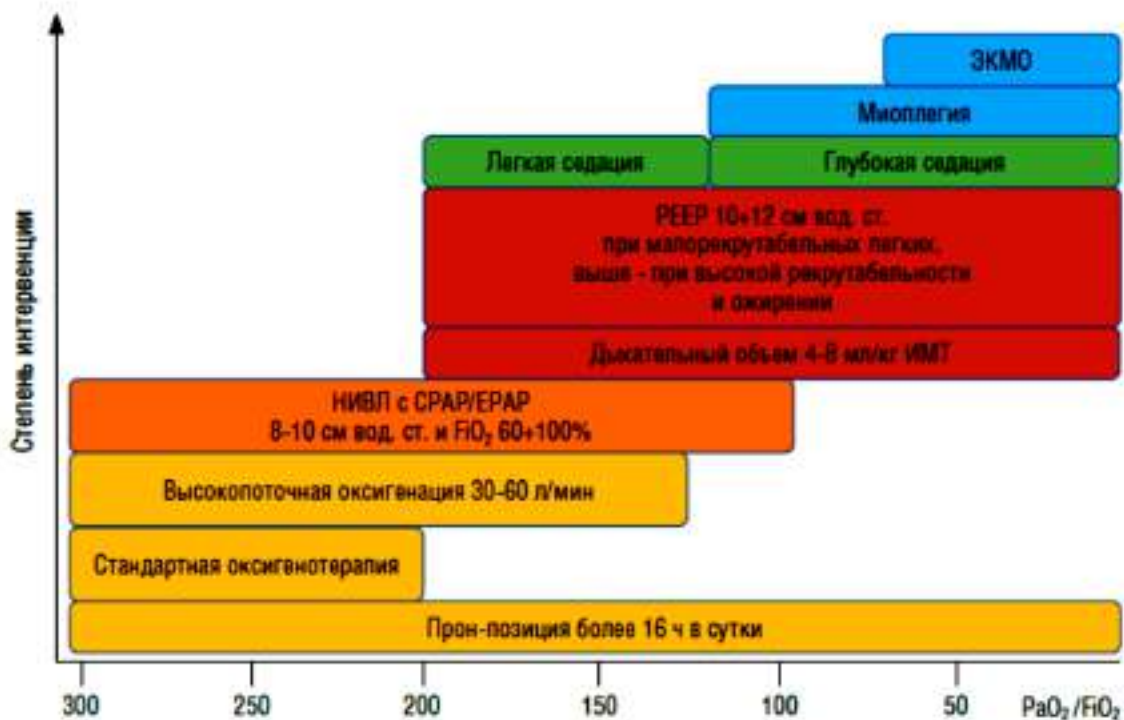 ЭКМО
Миоплегия
Легкая седация
Глубокая седация
PEEP 10÷12 см вод. ст.
при малорекрутабельных легких,
выше - при высокой рекрутабельности
и ожирении
Дыхательный объем 4-8 мл/кг ИМТ
НИВЛ с CPAP/EPAP
8-10 см вод. ст. и FiO₂ 60÷100%
Высокопоточная оксигенация 30-60 л/мин
Стандартная оксигенотерапия
Прон-позиция более 16 ч в сутки
Степень интервенции
300 250 200 150 100 50 PaO₂/FiO₂